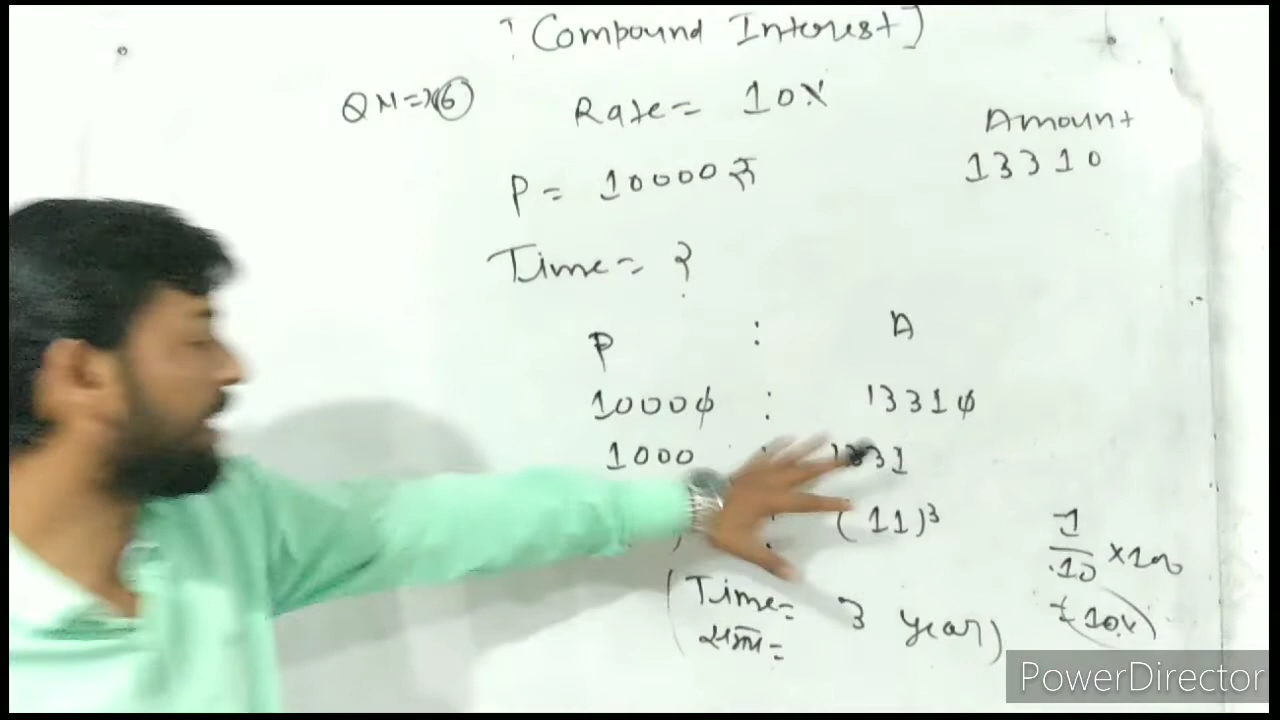 [Compound Interest]
QN=>16
Rate= 10%
Amount
13310
P= 10000 रु
Time= ?
P : A
10000 : 13310
1000 : 1331
: (11)³
1/10 ×100
= 10%
(Time= 3 year)
समय=
PowerDirector